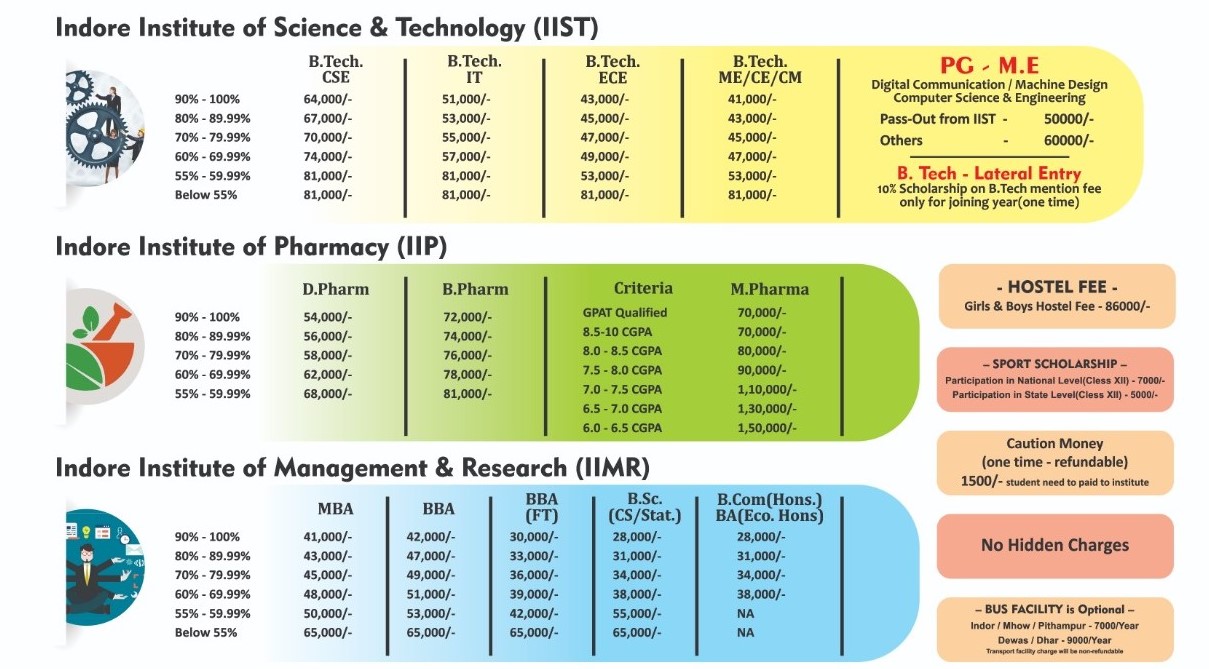 Indore Institute of Science & Technology (IIST)
B.Tech. CSE B.Tech. IT B.Tech. ECE B.Tech. ME/CE/CM
90% - 100% 64,000/- 51,000/- 43,000/- 41,000/-
80% - 89.99% 67,000/- 53,000/- 45,000/- 43,000/-
70% - 79.99% 70,000/- 55,000/- 47,000/- 45,000/-
60% - 69.99% 74,000/- 57,000/- 49,000/- 47,000/-
55% - 59.99% 81,000/- 81,000/- 53,000/- 53,000/-
Below 55% 81,000/- 81,000/- 81,000/- 81,000/-
PG - M.E
Digital Communication / Machine Design
Computer Science & Engineering
Pass-Out from IIST - 50000/-
Others - 60000/-
B. Tech - Lateral Entry
10% Scholarship on B.Tech mention fee
only for joining year(one time)
Indore Institute of Pharmacy (IIP)
D.Pharm B.Pharm
90% - 100% 54,000/- 72,000/-
80% - 89.99% 56,000/- 74,000/-
70% - 79.99% 58,000/- 76,000/-
60% - 69.99% 62,000/- 78,000/-
55% - 59.99% 68,000/- 81,000/-
Criteria M.Pharma
GPAT Qualified 70,000/-
8.5-10 CGPA 70,000/-
8.0 - 8.5 CGPA 80,000/-
7.5 - 8.0 CGPA 90,000/-
7.0 - 7.5 CGPA 1,10,000/-
6.5 - 7.0 CGPA 1,30,000/-
6.0 - 6.5 CGPA 1,50,000/-
- HOSTEL FEE -
Girls & Boys Hostel Fee - 86000/-
– SPORT SCHOLARSHIP –
Participation in National Level(Cless XII) - 7000/-
Participation in State Level(Cless XII) - 5000/-
Caution Money
(one time - refundable)
1500/- student need to paid to institute
No Hidden Charges
– BUS FACILITY is Optional –
Indor / Mhow / Pithampur - 7000/Year
Dewas / Dhar - 9000/Year
Transport facility charge will be non-refundable
Indore Institute of Management & Research (IIMR)
MBA BBA BBA (FT) B.Sc. (CS/Stat.) B.Com(Hons.) BA(Eco. Hons)
90% - 100% 41,000/- 42,000/- 30,000/- 28,000/- 28,000/-
80% - 89.99% 43,000/- 47,000/- 33,000/- 31,000/- 31,000/-
70% - 79.99% 45,000/- 49,000/- 36,000/- 34,000/- 34,000/-
60% - 69.99% 48,000/- 51,000/- 39,000/- 38,000/- 38,000/-
55% - 59.99% 50,000/- 53,000/- 42,000/- 55,000/- NA
Below 55% 65,000/- 65,000/- 65,000/- 65,000/- NA